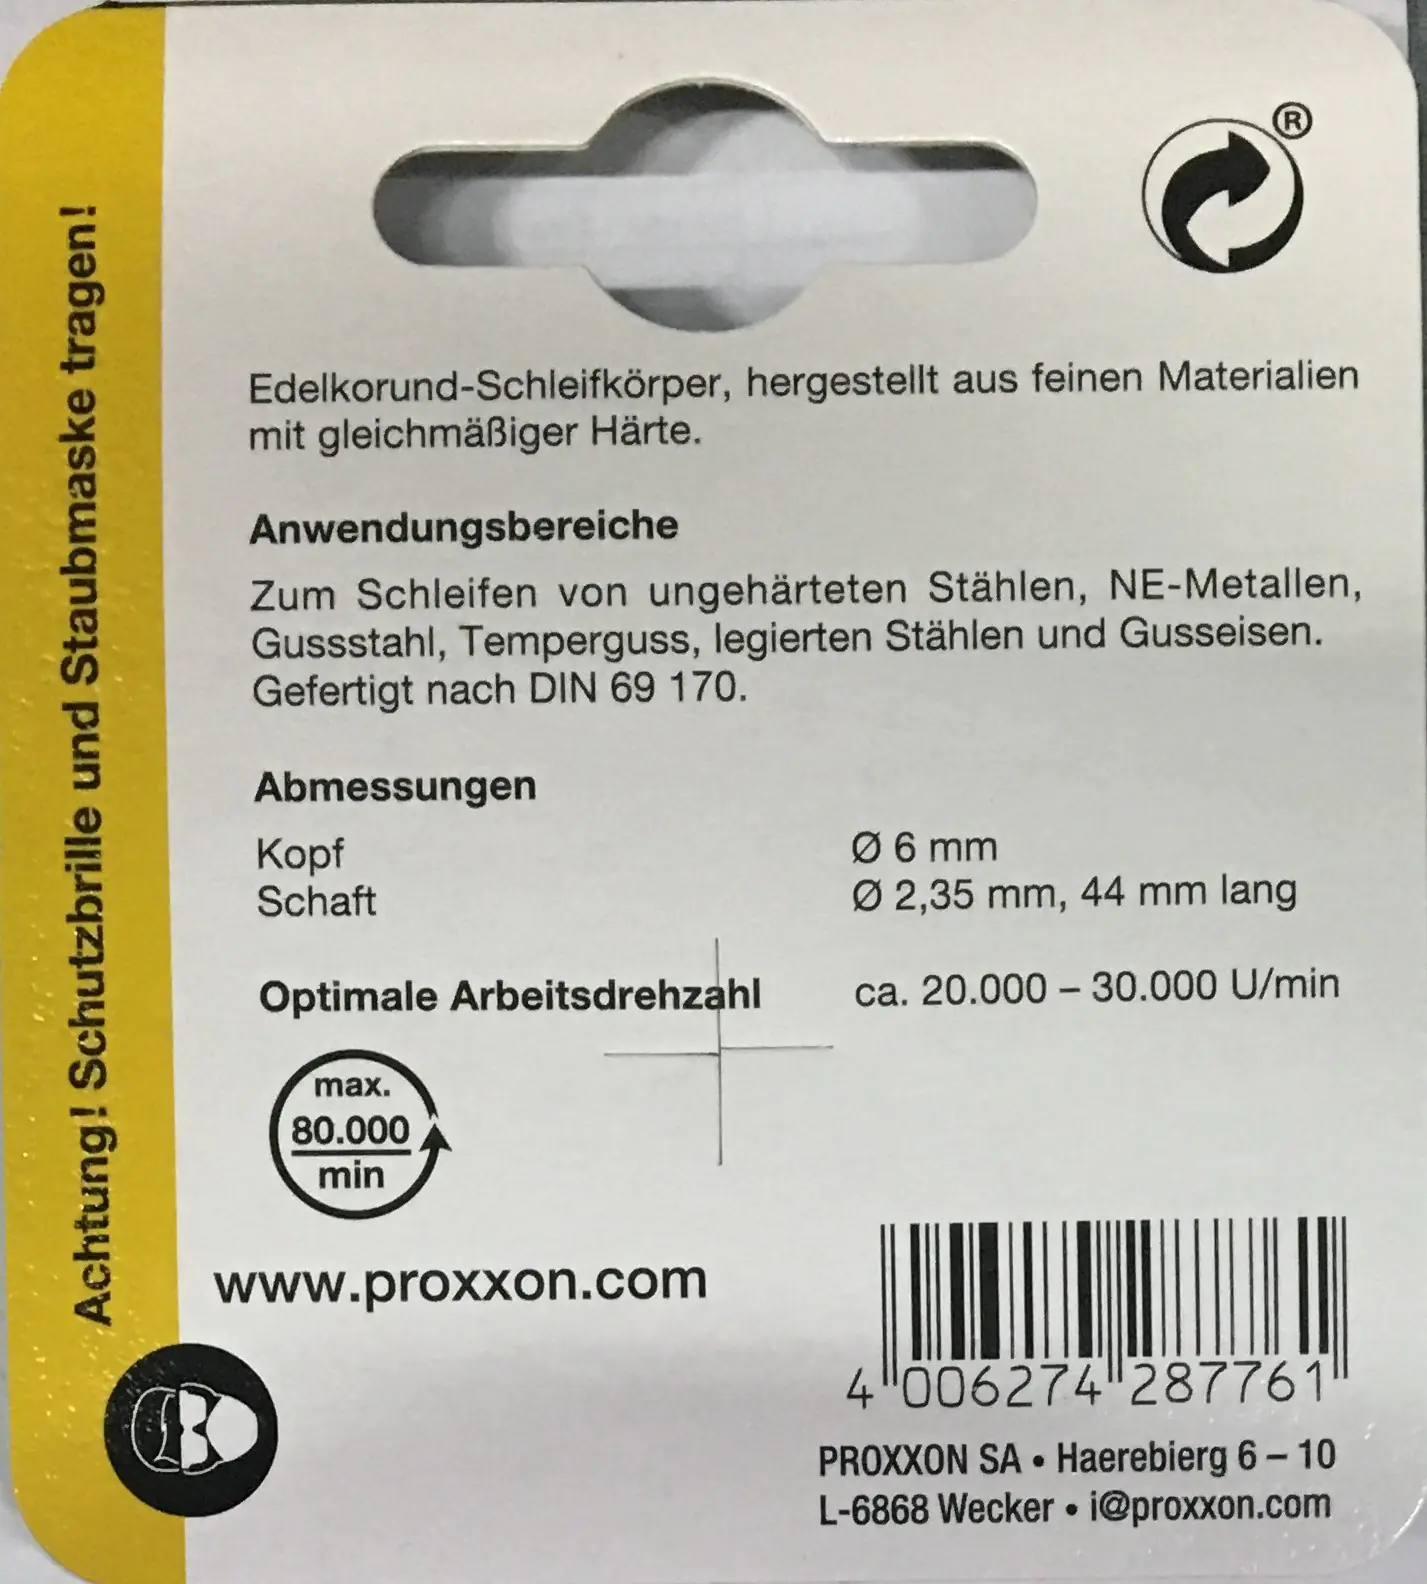 Achtung! Schutzbrille und Staubmaske tragen!
®
Edelkorund-Schleifkörper, hergestellt aus feinen Materialien
mit gleichmäßiger Härte.
Anwendungsbereiche
Zum Schleifen von ungehärteten Stählen, NE-Metallen,
Gussstahl, Temperguss, legierten Stählen und Gusseisen.
Gefertigt nach DIN 69 170.
Abmessungen
Kopf Ø 6 mm
Schaft Ø 2,35 mm, 44 mm lang
Optimale Arbeitsdrehzahl ca. 20.000 – 30.000 U/min
max.
80.000
min
www.proxxon.com
4 006274 287761
PROXXON SA • Haerebierg 6 – 10
L-6868 Wecker • i@proxxon.com